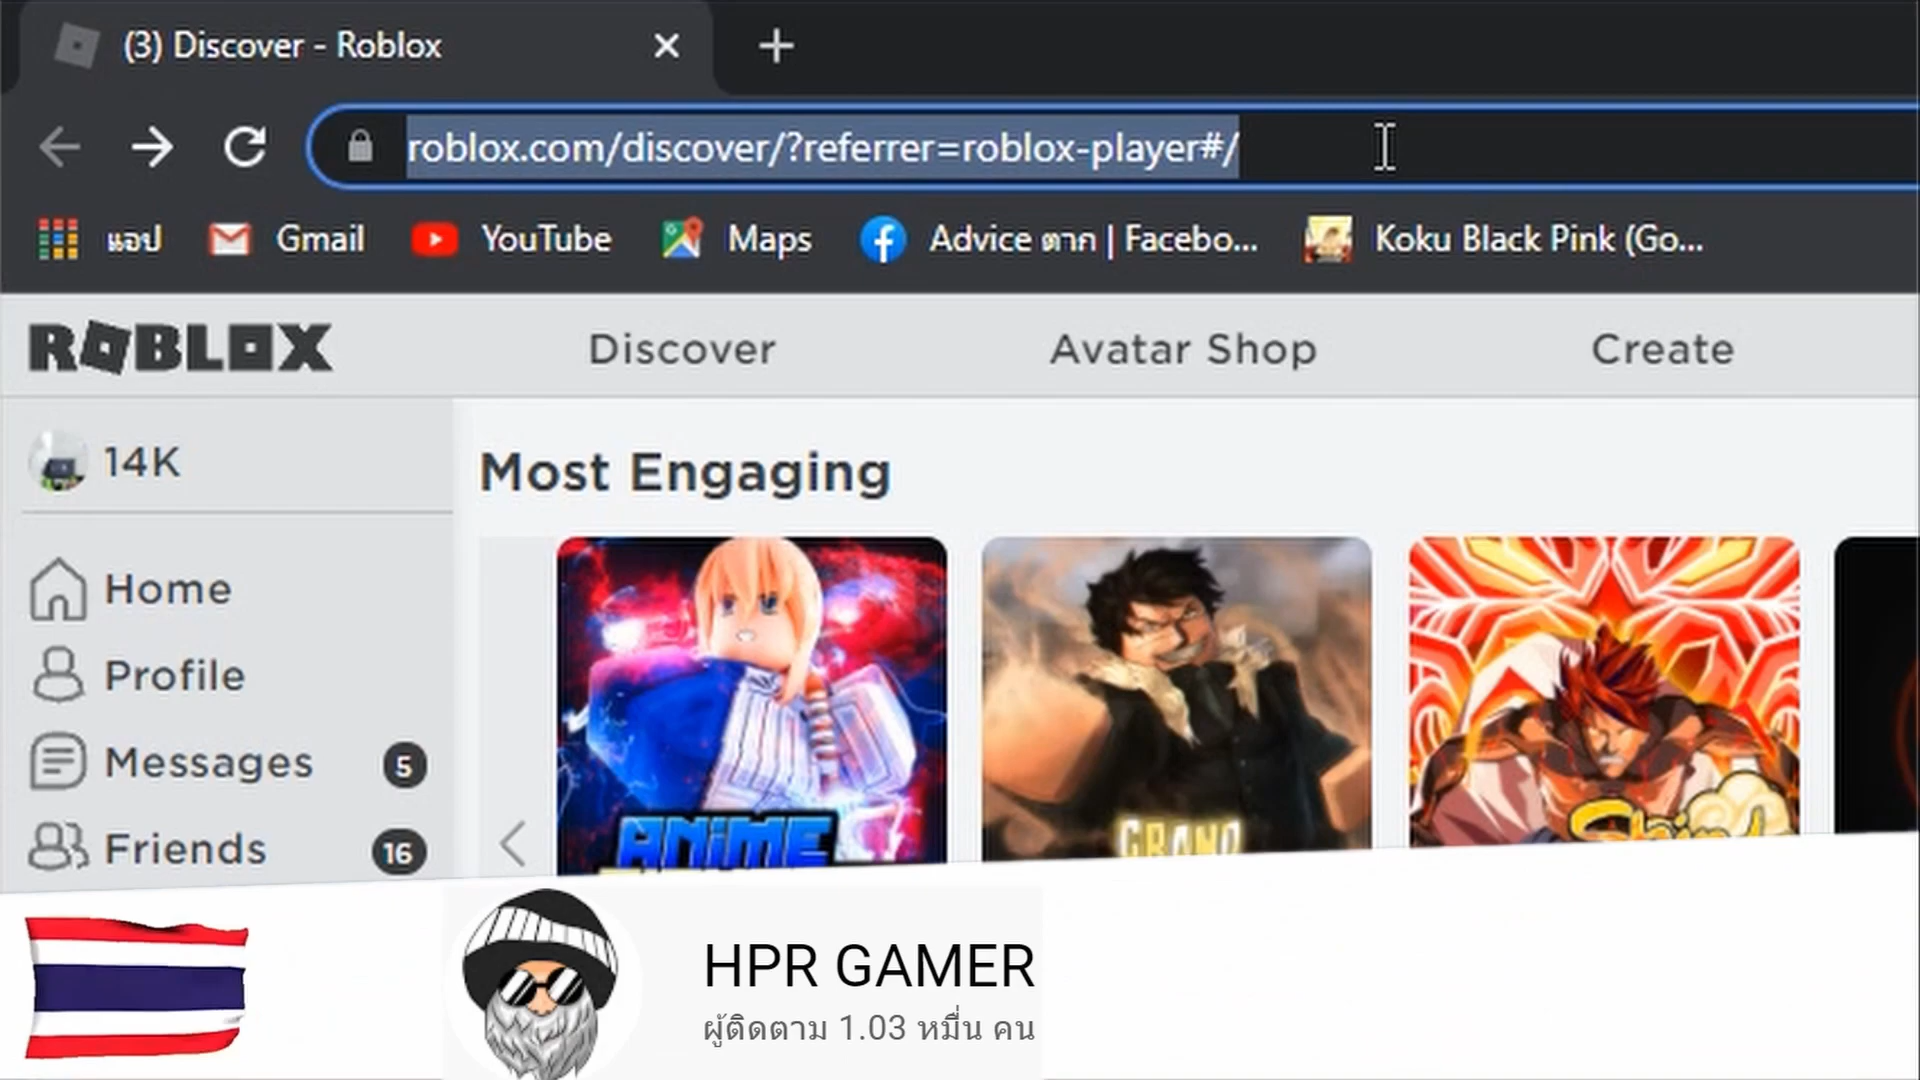 (3) Discover - Roblox
roblox.com/discover/?referrer=roblox-player#/
แอป Gmail YouTube Maps Advice ตาก | Facebo... Koku Black Pink (Go...
ROBLOX Discover Avatar Shop Create
14K
Most Engaging
Home
Profile
Messages 5
Friends 16
ANIME
GRAND
HPR GAMER
ผู้ติดตาม 1.03 หมื่น คน